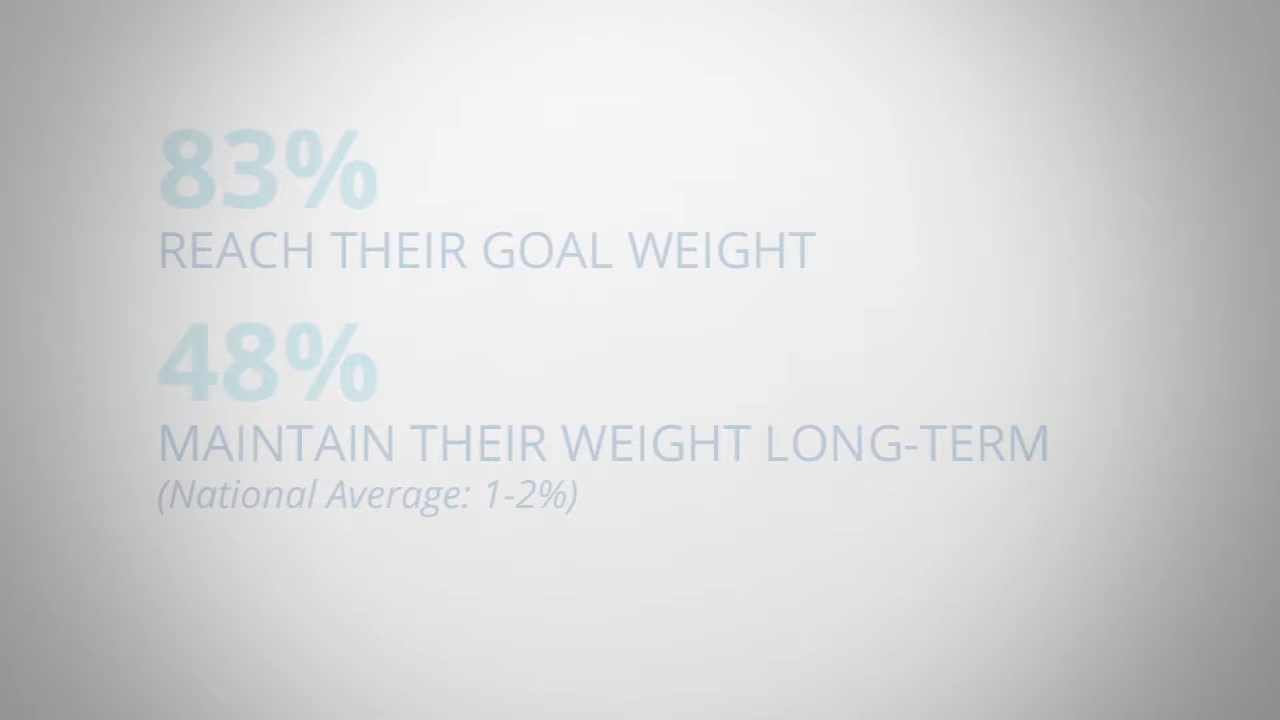 83%
REACH THEIR GOAL WEIGHT
48%
MAINTAIN THEIR WEIGHT LONG-TERM
(National Average: 1-2%)